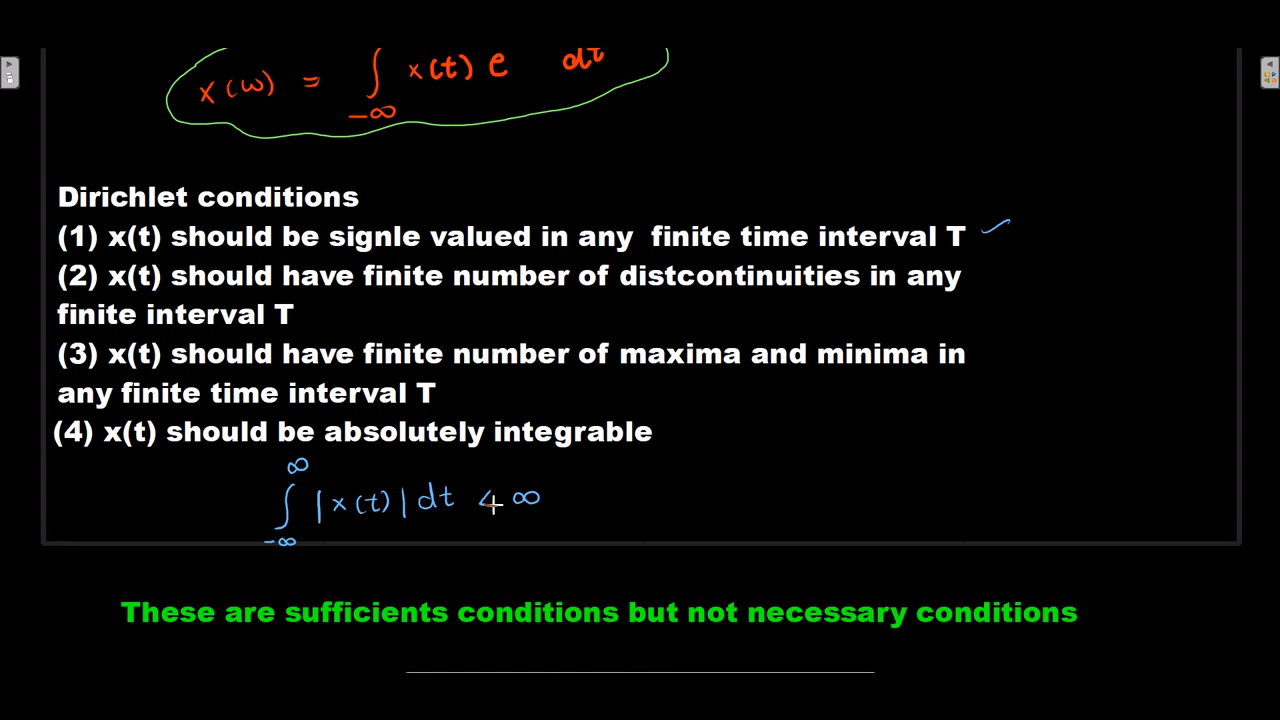 x(ω) = ∫ x(t) e dt
-∞
Dirichlet conditions
(1) x(t) should be signle valued in any finite time interval T
(2) x(t) should have finite number of distcontinuities in any
finite interval T
(3) x(t) should have finite number of maxima and minima in
any finite time interval T
(4) x(t) should be absolutely integrable
∞
∫ |x(t)| dt < ∞
-∞
These are sufficients conditions but not necessary conditions